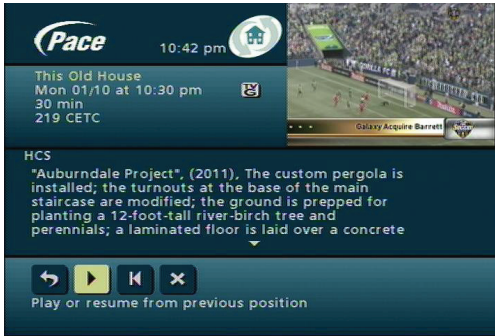 Pace
10:42 pm
This Old House
Mon 01/10 at 10:30 pm
30 min
219 CETC
GORILLA FC
Galaxy Acquire Barrett
HCS
"Auburndale Project", (2011), The custom pergola is
installed; the turnouts at the base of the main
staircase are modified; the ground is prepped for
planting a 12-foot-tall river-birch tree and
perennials; a laminated floor is laid over a concrete
Play or resume from previous position